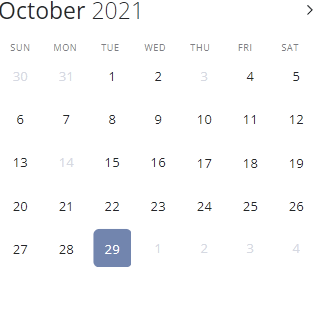 October 2021
SUN MON TUE WED THU FRI SAT
30 31 1 2 3 4 5
6 7 8 9 10 11 12
13 14 15 16 17 18 19
20 21 22 23 24 25 26
27 28 29 1 2 3 4